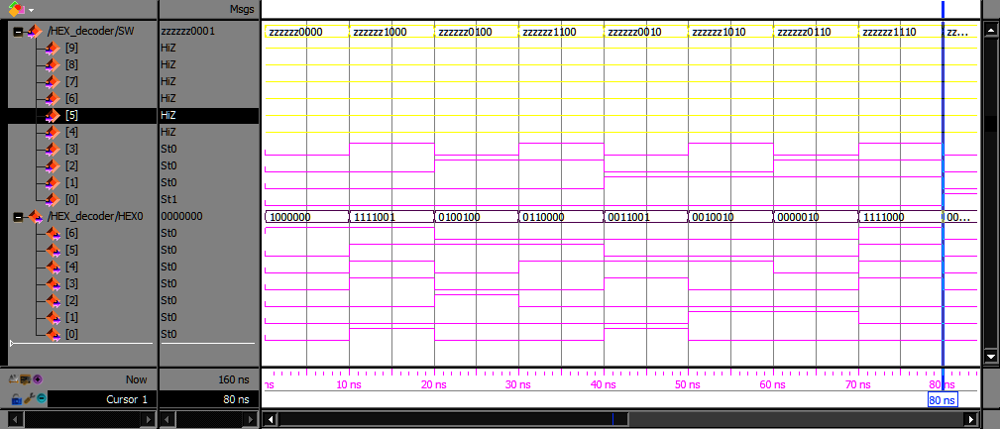 Msgs
/HEX_decoder/SW zzzzzz0001 zzzzzz0000 zzzzzz1000 zzzzzz0100 zzzzzz1100 zzzzzz0010 zzzzzz1010 zzzzzz0110 zzzzzz1110 zz...
[9] HiZ
[8] HiZ
[7] HiZ
[6] HiZ
[5] HiZ
[4] HiZ
[3] St0
[2] St0
[1] St0
[0] St1
/HEX_decoder/HEX0 0000000 1000000 1111001 0100100 0110000 0011001 0010010 0000010 1111000 00...
[6] St0
[5] St0
[4] St0
[3] St0
[2] St0
[1] St0
[0] St0
Now 160 ns ns 10 ns 20 ns 30 ns 40 ns 50 ns 60 ns 70 ns 80 ns
Cursor 1 80 ns 80 ns